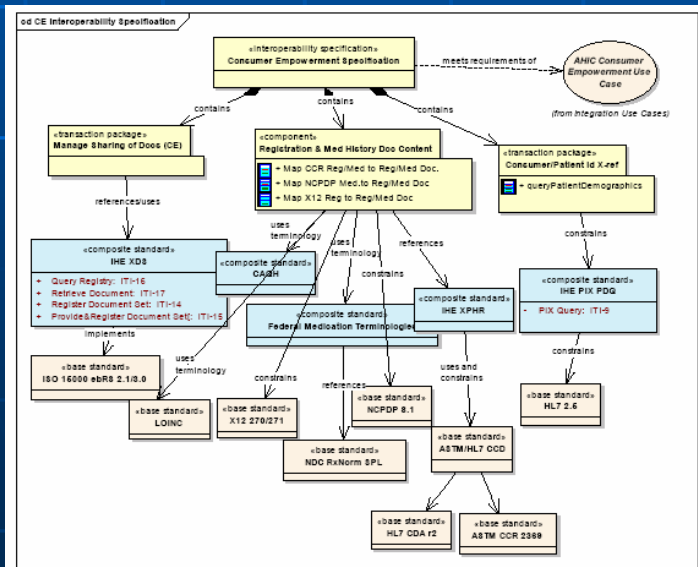 cd CE Interoperability Specification
«interoperability specification»
Consumer Empowerment Specification
meets requirements of
AHIC Consumer
Empowerment Use
Case
(from Integration Use Cases)
contains
contains
contains
«transaction package»
Manage Sharing of Docs (CE)
«component»
Registration & Med History Doc Content
+ Map CCR Reg/Med to Reg/Med Doc.
+ Map NCPDP Med.to Reg/Med Doc
+ Map X12 Reg to Reg/Med Doc
«transaction package»
Consumer/Patient Id X-ref
+ queryPatientDemographics
references/uses
uses
terminology
uses
terminology
references
constrains
constrains
«composite standard»
IHE XDS
+ Query Registry: ITI-16
+ Retrieve Document: ITI-17
+ Register Document Set: ITI-14
+ Provide&Register Document Set[: ITI-15
«composite standard»
CAQH
«composite standard»
Federal Medication Terminologies
«composite standard»
IHE XPHR
«composite standard»
IHE PIX PDQ
- PIX Query: ITI-9
implements
uses
terminology
constrains
references
uses and
constrains
constrains
«base standard»
ISO 15000 ebRS 2.1/3.0
«base standard»
LOINC
«base standard»
X12 270/271
«base standard»
NDC RxNorm SPL
«base standard»
NCPDP 8.1
«base standard»
ASTM/HL7 CCD
«base standard»
HL7 2.5
«base standard»
HL7 CDA r2
«base standard»
ASTM CCR 2369